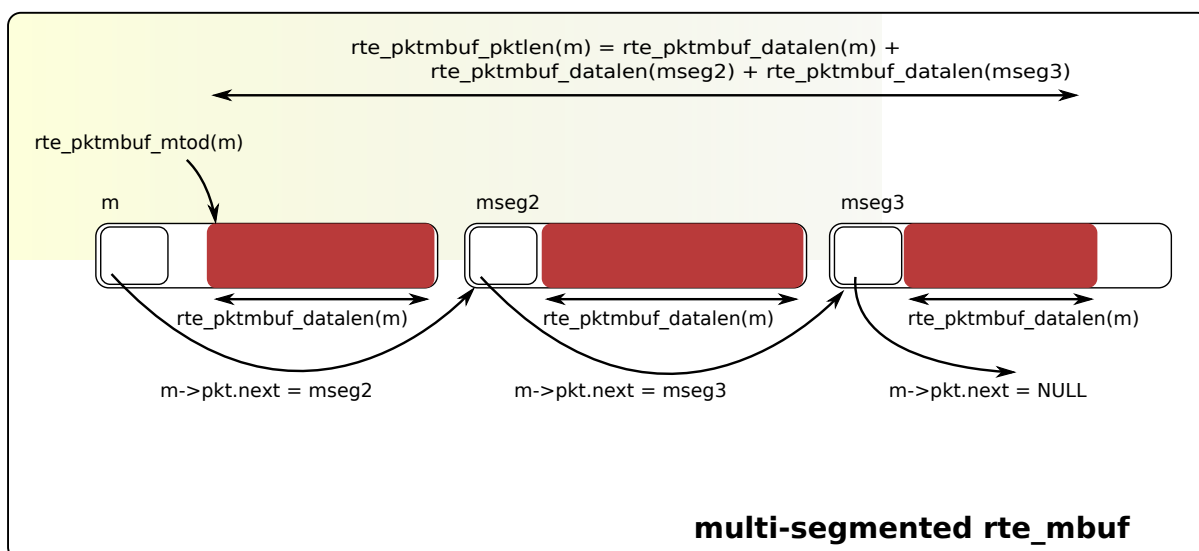 rte_pktmbuf_pktlen(m) = rte_pktmbuf_datalen(m) +
rte_pktmbuf_datalen(mseg2) + rte_pktmbuf_datalen(mseg3)
rte_pktmbuf_mtod(m)
m
mseg2
mseg3
rte_pktmbuf_datalen(m)
rte_pktmbuf_datalen(m)
rte_pktmbuf_datalen(m)
m->pkt.next = mseg2
m->pkt.next = mseg3
m->pkt.next = NULL
multi-segmented rte_mbuf